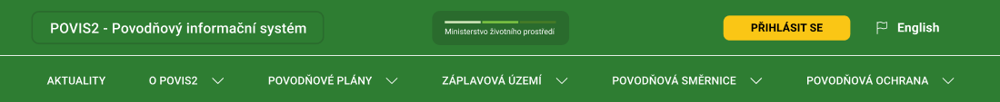 POVIS2 - Povodňový informační systém
Ministerstvo životního prostředí
PŘIHLÁSIT SE
English
AKTUALITY
O POVIS2
POVODŇOVÉ PLÁNY
ZÁPLAVOVÁ ÚZEMÍ
POVODŇOVÁ SMĚRNICE
POVODŇOVÁ OCHRANA